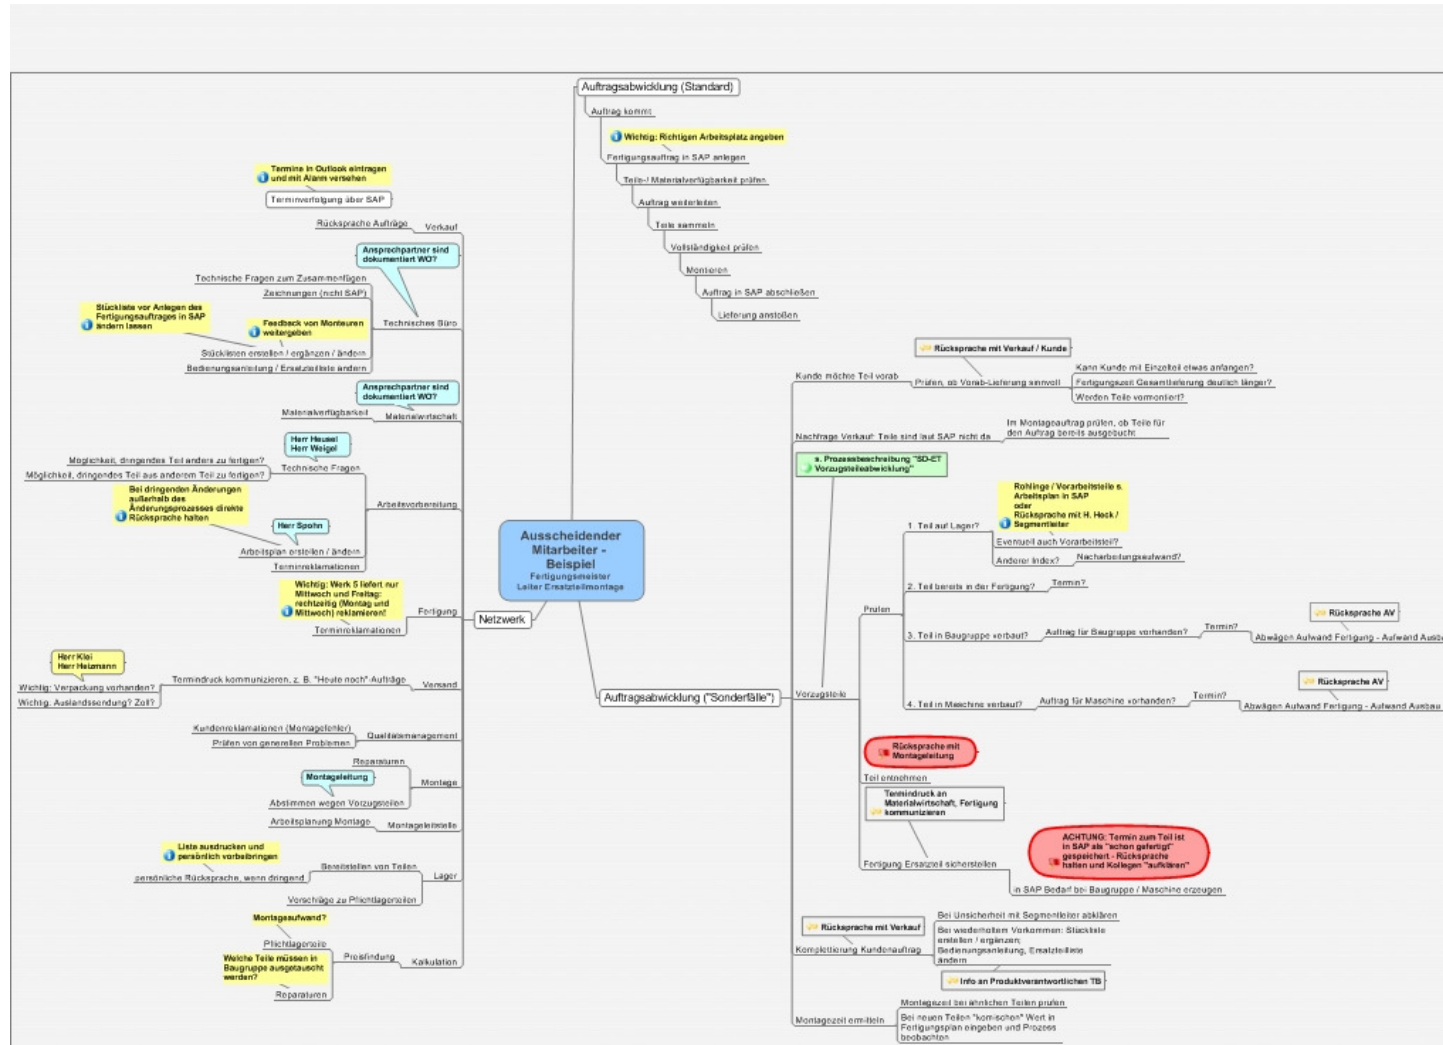 Auftragsabwicklung (Standard)
Auftrag kommt
Wichtig: Richtigen Arbeitsplatz angeben
Fertigungsauftrag in SAP anlegen
Teile-/ Materialverfügbarkeit prüfen
Auftrag weiterleiten
Teile sammeln
Vollständigkeit prüfen
Montieren
Auftrag in SAP abschließen
Lieferung anstoßen
Termine in Outlook eintragen
und mit Alarm versehen
Terminverfolgung über SAP
Rücksprache Aufträge
Verkauf
Ansprechpartner sind
dokumentiert WO?
Technische Fragen zum Zusammenfügen
Zeichnungen (nicht SAP)
Stückliste vor Anlegen des
Fertigungsauftrages in SAP
ändern lassen
Feedback von Monteuren
weitergeben
Technisches Büro
Stücklisten erstellen / ergänzen / ändern
Bedienungsanleitung / Ersatzteilliste ändern
Ansprechpartner sind
dokumentiert WO?
Materialverfügbarkeit
Materialwirtschaft
Herr Heusel
Herr Weigel
Möglichkeit, dringendes Teil anders zu fertigen?
Technische Fragen
Möglichkeit, dringendes Teil aus anderem Teil zu fertigen?
Bei dringenden Änderungen
außerhalb des
Änderungsprozesses direkte
Rücksprache halten
Arbeitsvorbereitung
Herr Spohn
Arbeitsplan erstellen / ändern
Terminreklamationen
Wichtig: Werk 5 liefert nur
Mittwoch und Freitag:
rechtzeitig (Montag und
Mittwoch) reklamieren!
Fertigung
Terminreklamationen
Netzwerk
Herr Klei
Herr Heizmann
Wichtig: Verpackung vorhanden?
Termindruck kommunizieren, z. B. "Heute noch"-Aufträge
Versand
Wichtig: Auslandssendung? Zoll?
Kundenreklamationen (Montagefehler)
Qualitätsmanagement
Prüfen von generellen Problemen
Reparaturen
Montageleitung
Montage
Abstimmen wegen Vorzugsteilen
Arbeitsplanung Montage
Montageleitstelle
Liste ausdrucken und
persönlich vorbeibringen
Bereitstellen von Teilen
persönliche Rücksprache, wenn dringend
Lager
Vorschläge zu Pflichtlagerteilen
Montageaufwand?
Pflichtlagerteile
Welche Teile müssen in
Baugruppe ausgetauscht
werden?
Preisfindung
Kalkulation
Reparaturen
Ausscheidender
Mitarbeiter -
Beispiel
Fertigungsmeister
Leiter Ersatzteilmontage
Auftragsabwicklung ("Sonderfälle")
Rücksprache mit Verkauf / Kunde
Kunde möchte Teil vorab
Prüfen, ob Vorab-Lieferung sinnvoll
Kann Kunde mit Einzelteil etwas anfangen?
Fertigungszeit Gesamtlieferung deutlich länger?
Werden Teile vormontiert?
Nachfrage Verkauf: Teile sind laut SAP nicht da
Im Montageauftrag prüfen, ob Teile für
den Auftrag bereits ausgebucht
s. Prozessbeschreibung "SD-ET
Vorzugsteileabwicklung"
Vorzugsteile
Prüfen
1. Teil auf Lager?
Rohlinge / Vorarbeitsteile s.
Arbeitsplan in SAP
oder
Rücksprache mit H. Heck /
Segmentleiter
Eventuell auch Vorarbeitsteil?
Anderer Index?
Nacharbeitungsaufwand?
2. Teil bereits in der Fertigung?
Termin?
3. Teil in Baugruppe verbaut?
Auftrag für Baugruppe vorhanden?
Termin?
Rücksprache AV
Abwägen Aufwand Fertigung - Aufwand Ausbau
4. Teil in Maschine verbaut?
Auftrag für Maschine vorhanden?
Termin?
Rücksprache AV
Abwägen Aufwand Fertigung - Aufwand Ausbau
Rücksprache mit
Montageleitung
Teil entnehmen
Termindruck an
Materialwirtschaft, Fertigung
kommunizieren
Fertigung Ersatzteil sicherstellen
ACHTUNG: Termin zum Teil ist
in SAP als "schon gefertigt"
gespeichert - Rücksprache
halten und Kollegen "aufklären"
in SAP Bedarf bei Baugruppe / Maschine erzeugen
Rücksprache mit Verkauf
Komplettierung Kundenauftrag
Bei Unsicherheit mit Segmentleiter abklären
Bei wiederholtem Vorkommen: Stückliste
erstellen / ergänzen;
Bedienungsanleitung, Ersatzteilliste
ändern
Info an Produktverantwortlichen TB
Montagezeit ermitteln
Montagezeit bei ähnlichen Teilen prüfen
Bei neuen Teilen "komischen" Wert in
Fertigungsplan eingeben und Prozess
beobachten